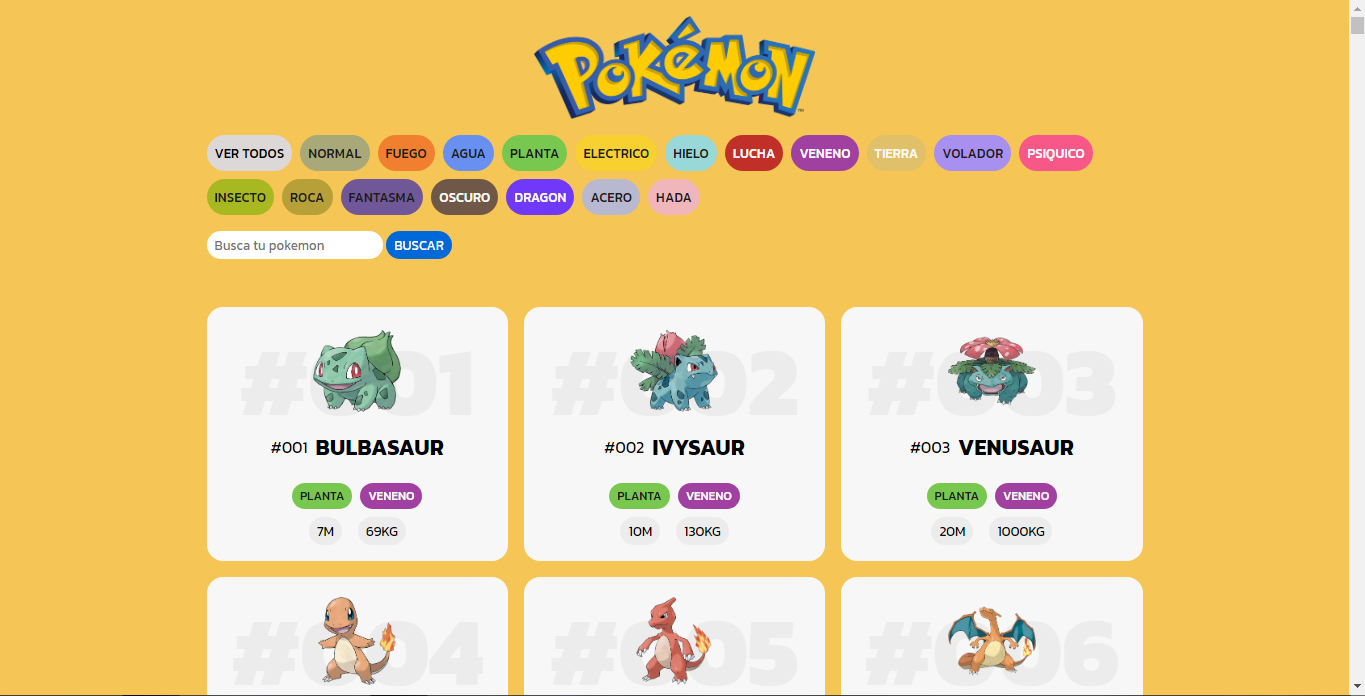 POKéMON
VER TODOS NORMAL FUEGO AGUA PLANTA ELECTRICO HIELO LUCHA VENENO TIERRA VOLADOR PSIQUICO
INSECTO ROCA FANTASMA OSCURO DRAGON ACERO HADA
Busca tu pokemon BUSCAR
#001 #002 #003
#001 BULBASAUR #002 IVYSAUR #003 VENUSAUR
PLANTA VENENO PLANTA VENENO PLANTA VENENO
7M 69KG 10M 130KG 20M 1000KG
#004 #005 #006